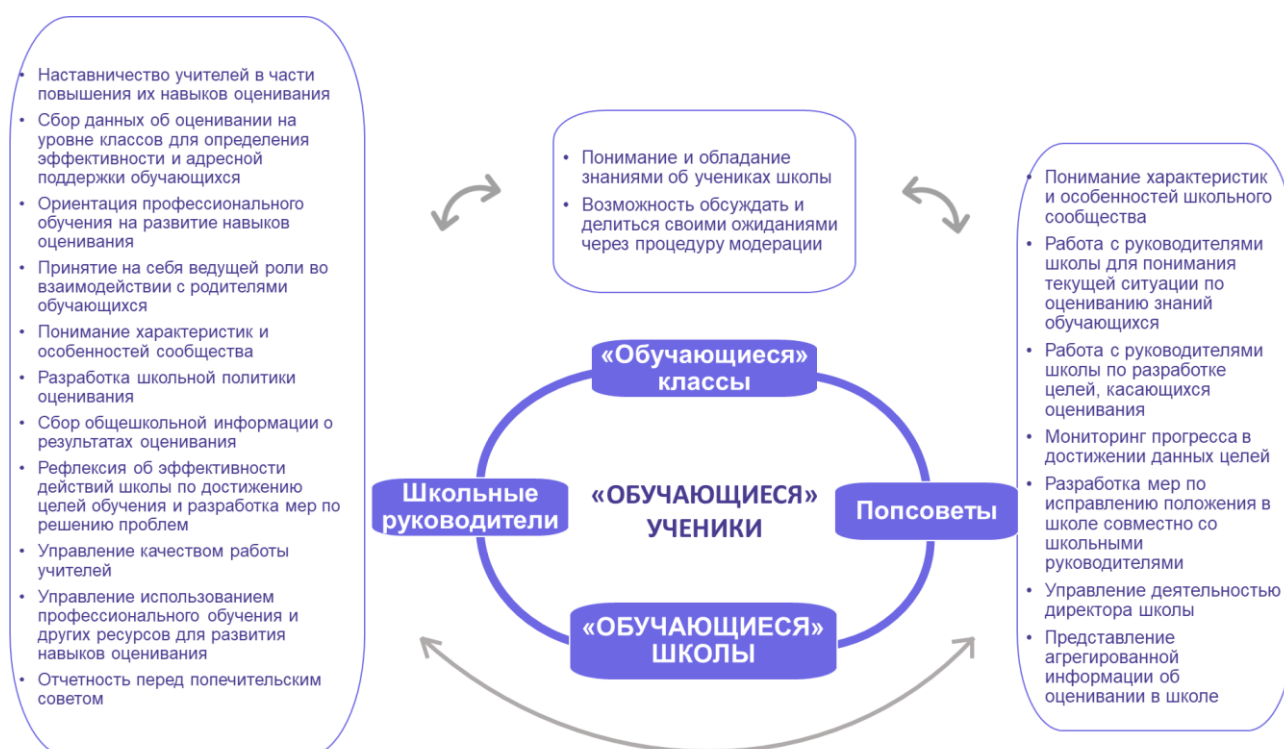 • Наставничество учителей в части
повышения их навыков оценивания
• Сбор данных об оценивании на
уровне классов для определения
эффективности и адресной
поддержки обучающихся
• Ориентация профессионального
обучения на развитие навыков
оценивания
• Принятие на себя ведущей роли во
взаимодействии с родителями
обучающихся
• Понимание характеристик и
особенностей сообщества
• Разработка школьной политики
оценивания
• Сбор общешкольной информации о
результатах оценивания
• Рефлексия об эффективности
действий школы по достижению
целей обучения и разработка мер по
решению проблем
• Управление качеством работы
учителей
• Управление использованием
профессионального обучения и
других ресурсов для развития
навыков оценивания
• Отчетность перед попечительским
советом
• Понимание и обладание
знаниями об учениках школы
• Возможность обсуждать и
делиться своими ожиданиями
через процедуру модерации
«Обучающиеся»
классы
Школьные
руководители
«ОБУЧАЮЩИЕСЯ»
УЧЕНИКИ
Попсоветы
«ОБУЧАЮЩИЕСЯ»
ШКОЛЫ
• Понимание характеристик
и особенностей школьного
сообщества
• Работа с руководителями
школы для понимания
текущей ситуации по
оцениванию знаний
обучающихся
• Работа с руководителями
школы по разработке
целей, касающихся
оценивания
• Мониторинг прогресса в
достижении данных целей
• Разработка мер по
исправлению положения в
школе совместно со
школьными
руководителями
• Управление деятельностью
директора школы
• Представление
агрегированной
информации об
оценивании в школе